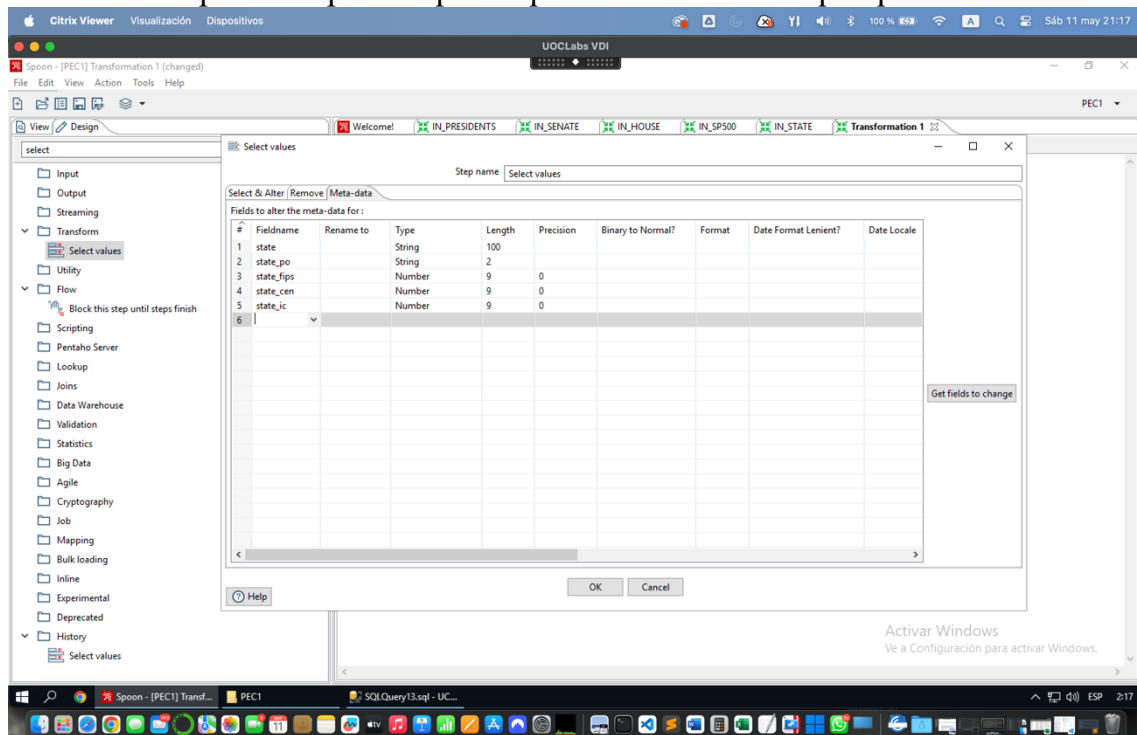 Citrix Viewer Visualización Dispositivos 100 % A Sáb 11 may 21:17
UOCLabs VDI
Spoon - [PEC1] Transformation 1 (changed)
File Edit View Action Tools Help
PEC1
View Design Welcome! IN_PRESIDENTS IN_SENATE IN_HOUSE IN_SP500 IN_STATE Transformation 1
select
Select values
Step name Select values
Select & Alter Remove Meta-data
Fields to alter the meta-data for :
# Fieldname Rename to Type Length Precision Binary to Normal? Format Date Format Lenient? Date Locale
1 state String 100
2 state_po String 2
3 state_fips Number 9 0
4 state_cen Number 9 0
5 state_ic Number 9 0
6
Get fields to change
OK Cancel
Help
Input
Output
Streaming
Transform
Select values
Utility
Flow
Block this step until steps finish
Scripting
Pentaho Server
Lookup
Joins
Data Warehouse
Validation
Statistics
Big Data
Agile
Cryptography
Job
Mapping
Bulk loading
Inline
Experimental
Deprecated
History
Select values
Activar Windows
Ve a Configuración para activar Windows.
Spoon - [PEC1] Transf... PEC1 SQLQuery13.sql - UC... ESP 2:17